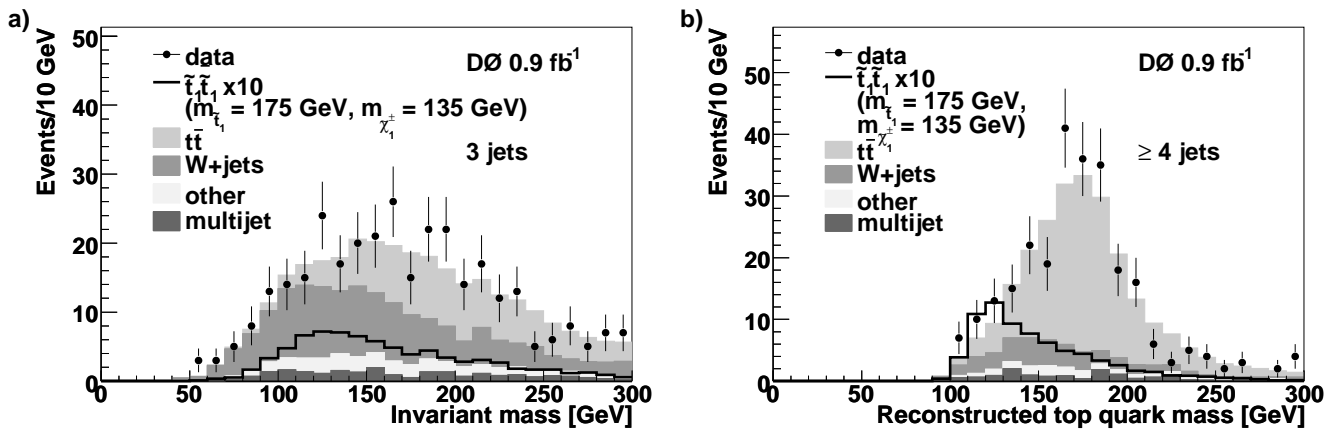 a)
Events/10 GeV
50
40
30
20
10
0
data
t̃₁t̃̄₁ x10
(m_t̃₁ = 175 GeV, m_χ₁± = 135 GeV)
tt̄
W+jets
other
multijet
DØ 0.9 fb⁻¹
3 jets
0 50 100 150 200 250 300
Invariant mass [GeV]
b)
Events/10 GeV
50
40
30
20
10
0
data
t̃₁t̃̄₁ x10
(m_t̃₁ = 175 GeV,
m_χ₁± = 135 GeV)
tt̄
W+jets
other
multijet
DØ 0.9 fb⁻¹
≥ 4 jets
0 50 100 150 200 250 300
Reconstructed top quark mass [GeV]